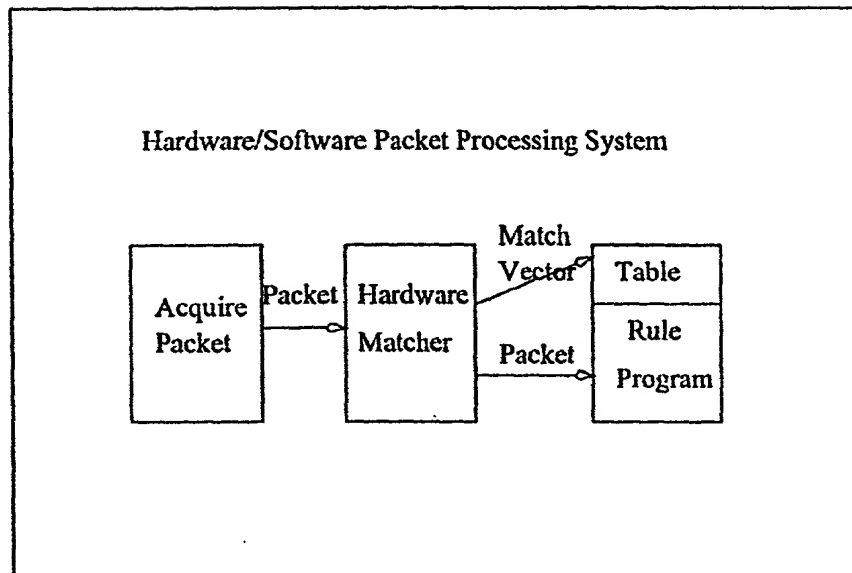 Hardware/Software Packet Processing System
Acquire
Packet
Packet
Hardware
Matcher
Match
Vector
Packet
Table
Rule
Program